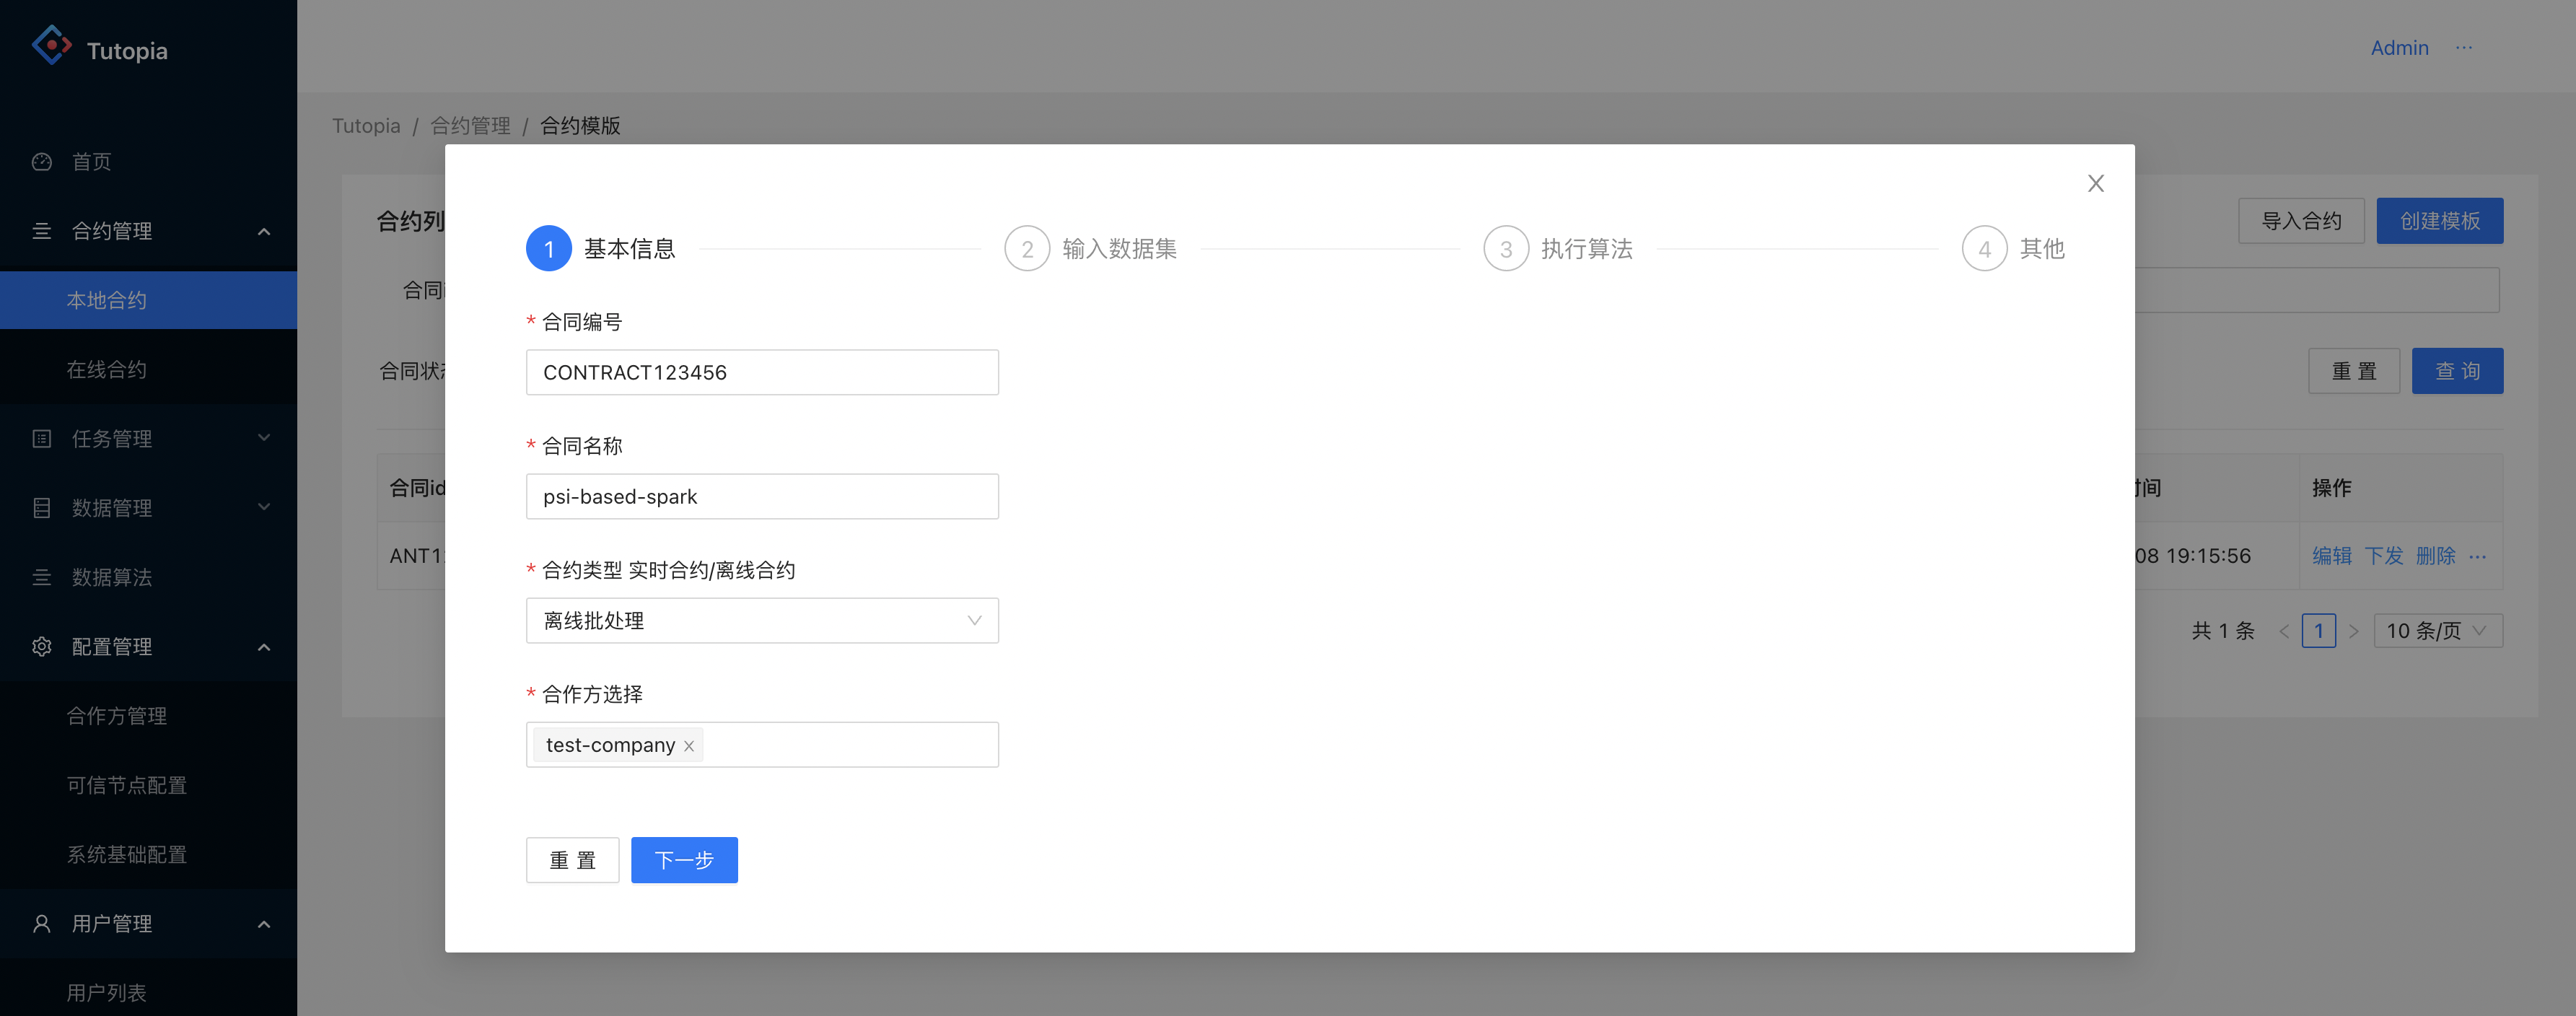 Tutopia
首页
合约管理
本地合约
在线合约
任务管理
数据管理
数据算法
配置管理
合作方管理
可信节点配置
系统基础配置
用户管理
用户列表
Admin ···
Tutopia / 合约管理 / 合约模版
合约列
导入合约 创建模板
合同
合同状
重 置 查 询
合同id
时间 操作
ANT1
08 19:15:56 编辑 下发 删除 ···
共 1 条 < 1 > 10 条/页
1 基本信息 2 输入数据集 3 执行算法 4 其他
* 合同编号
CONTRACT123456
* 合同名称
psi-based-spark
* 合约类型 实时合约/离线合约
离线批处理
* 合作方选择
test-company ×
重 置 下一步